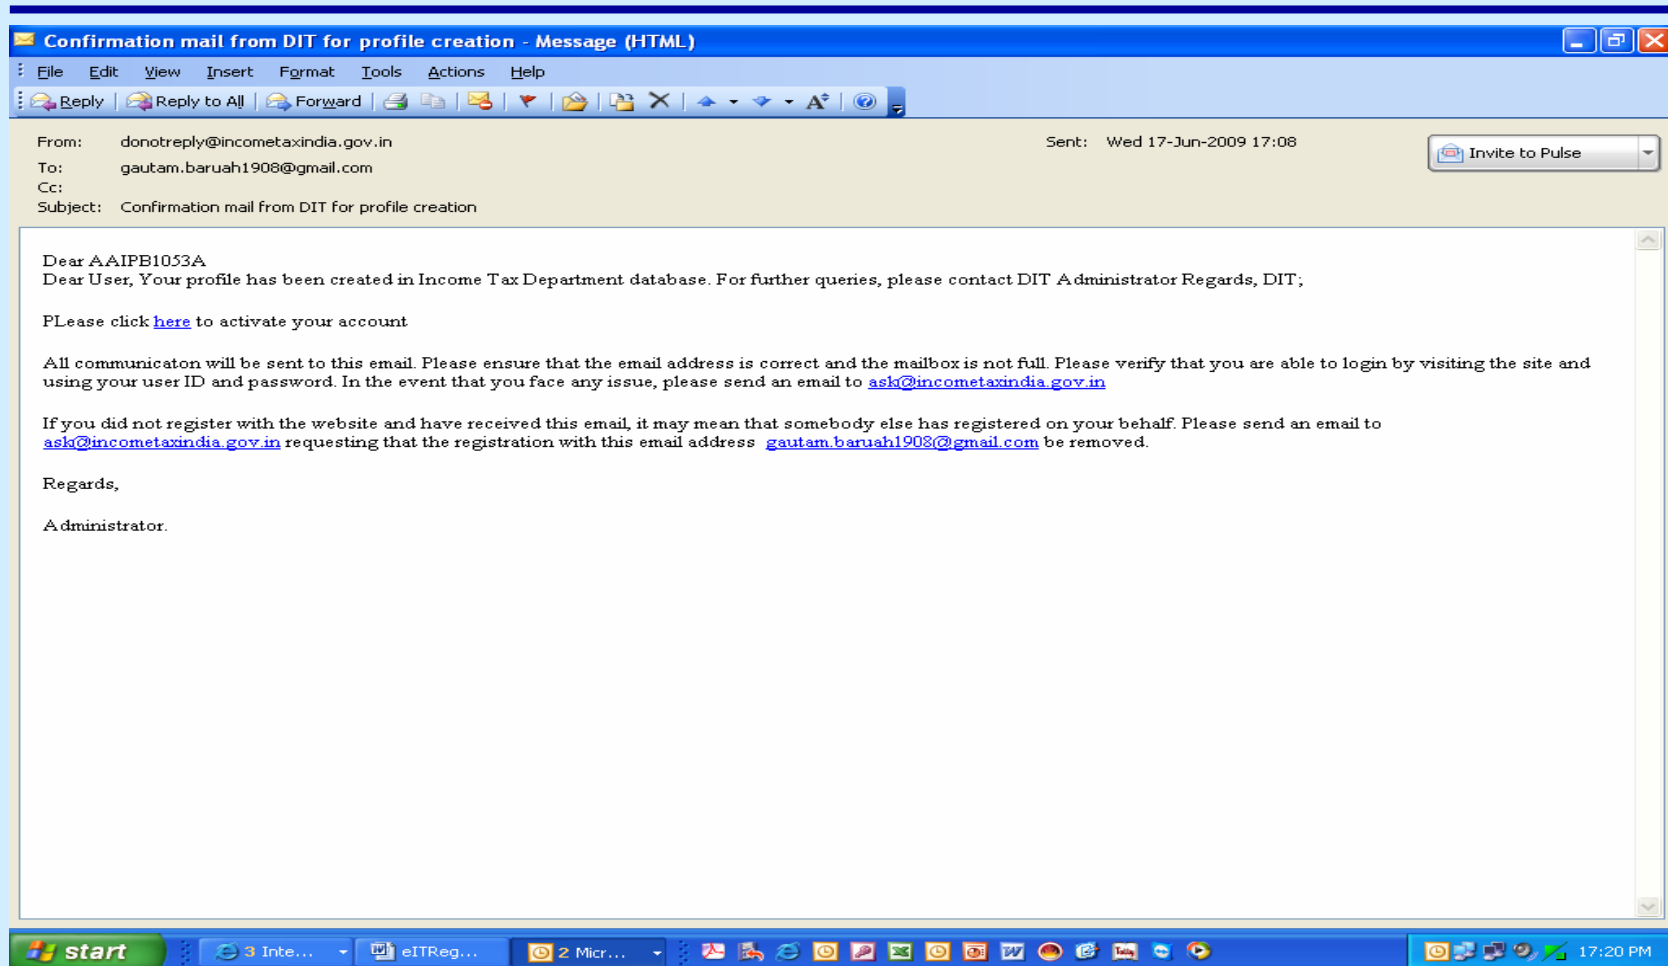 Confirmation mail from DIT for profile creation - Message (HTML)
File Edit View Insert Format Tools Actions Help
Reply Reply to All Forward
From: donotreply@incometaxindia.gov.in Sent: Wed 17-Jun-2009 17:08
Invite to Pulse
To: gautam.baruah1908@gmail.com
Cc:
Subject: Confirmation mail from DIT for profile creation
Dear AAIPB1053A
Dear User, Your profile has been created in Income Tax Department database. For further queries, please contact DIT Administrator Regards, DIT;
PLease click here to activate your account
All communicaton will be sent to this email. Please ensure that the email address is correct and the mailbox is not full. Please verify that you are able to login by visiting the site and
using your user ID and password. In the event that you face any issue, please send an email to ask@incometaxindia.gov.in
If you did not register with the website and have received this email, it may mean that somebody else has registered on your behalf. Please send an email to
ask@incometaxindia.gov.in requesting that the registration with this email address gautam.baruah1908@gmail.com be removed.
Regards,
Administrator.
start 3 Inte... eITReg... 2 Micr... 17:20 PM